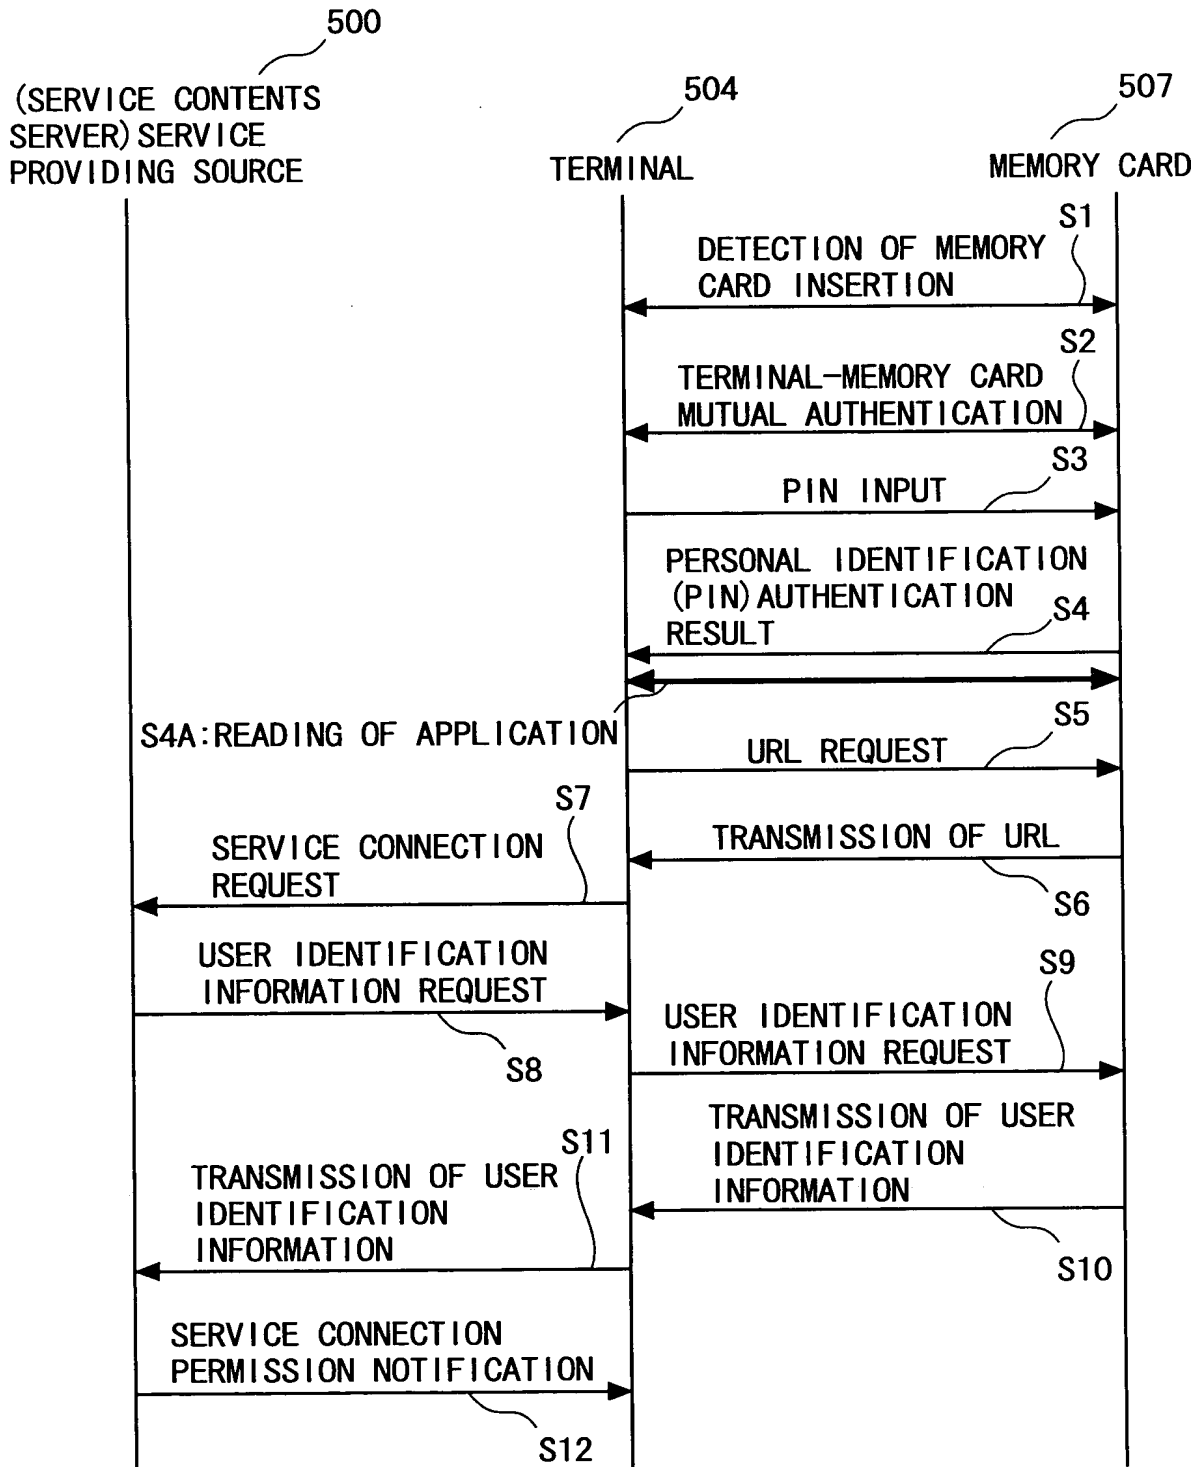 500
(SERVICE CONTENTS
SERVER)SERVICE
PROVIDING SOURCE
504
TERMINAL
507
MEMORY CARD
S1
DETECTION OF MEMORY
CARD INSERTION
S2
TERMINAL-MEMORY CARD
MUTUAL AUTHENTICATION
S3
PIN INPUT
PERSONAL IDENTIFICATION
(PIN)AUTHENTICATION
RESULT
S4
S4A:READING OF APPLICATION
S5
URL REQUEST
S7
SERVICE CONNECTION
REQUEST
TRANSMISSION OF URL
S6
USER IDENTIFICATION
INFORMATION REQUEST
S8
S9
USER IDENTIFICATION
INFORMATION REQUEST
TRANSMISSION OF USER
IDENTIFICATION
INFORMATION
S10
S11
TRANSMISSION OF USER
IDENTIFICATION
INFORMATION
SERVICE CONNECTION
PERMISSION NOTIFICATION
S12